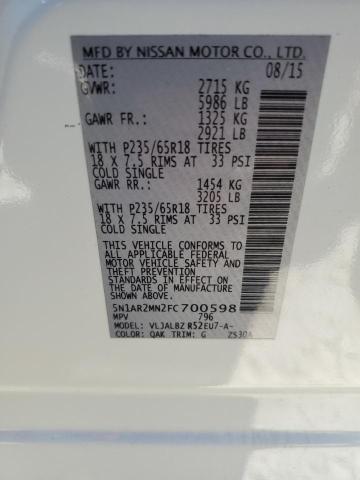 MFD BY NISSAN MOTOR CO., LTD.
DATE: 08/15
GVWR: 2715 KG
5986 LB
GAWR FR.: 1325 KG
2921 LB
WITH P235/65R18 TIRES
18 X 7.5 RIMS AT 33 PSI
COLD SINGLE
GAWR RR.: 1454 KG
3205 LB
WITH P235/65R18 TIRES
18 X 7.5 RIMS AT 33 PSI
COLD SINGLE
THIS VEHICLE CONFORMS TO
ALL APPLICABLE FEDERAL
MOTOR VEHICLE SAFETY AND
THEFT PREVENTION
STANDARDS IN EFFECT ON
THE DATE OF MANUFACTURE
SHOWN ABOVE.
5N1AR2MN2FC700598
MPV 796
MODEL: VLJALBZ R52EU7-A-
COLOR: QAK TRIM: G ZS30A